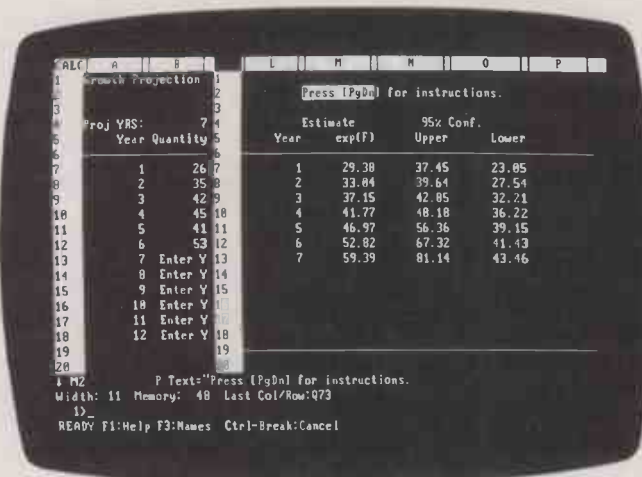 ALC A B L M N O P
1 Growth Projection 1
2 2 Press [PgDn] for instructions.
3 3
4 Proj YRS: 7 4 Estimate 95% Conf.
5 Year Quantity 5 Year exp(F) Upper Lower
6 6
7 1 26 7 1 29.38 37.45 23.05
8 2 35 8 2 33.04 39.64 27.54
9 3 42 9 3 37.15 42.85 32.21
10 4 45 10 4 41.77 48.18 36.22
11 5 41 11 5 46.97 56.36 39.15
12 6 53 12 6 52.82 67.32 41.43
13 7 Enter Y 13 7 59.39 81.14 43.46
14 8 Enter Y 14
15 9 Enter Y 15
16 10 Enter Y
17 11 Enter Y
18 12 Enter Y 18
19 19
20
↓ M2 P Text="Press [PgDn] for instructions.
Width: 11 Memory: 48 Last Col/Row:Q73
1>_
READY F1:Help F3:Names Ctrl-Break:Cancel